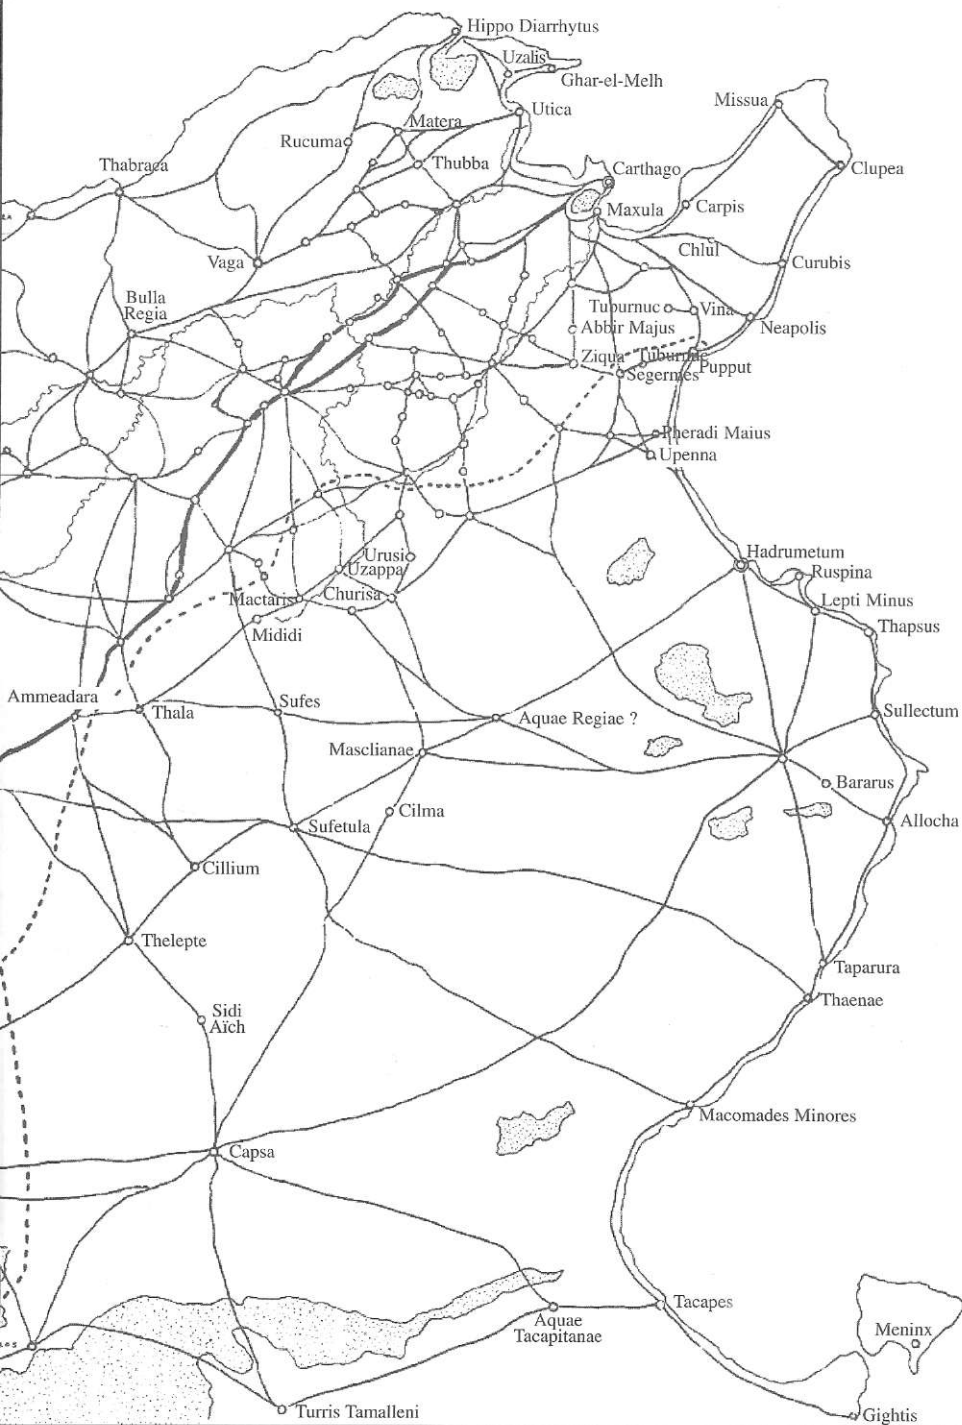 Hippo Diarrhytus
Uzalis
Ghar-el-Melh
Missua
Utica
Matera
Rucuma
Thabraca
Thubba
Carthago
Clupea
Carpis
Maxula
Chlul
Vaga
Curubis
Bulla
Regia
Tuburnuc
Vina
Abbir Majus
Neapolis
Ziqua
Tuburnuc
Pupput
Segermes
Pheradi Maius
Upenna
Hadrumetum
Urusi
Uzappa
Ruspina
Mactaris
Churisa
Lepti Minus
Mididi
Thapsus
Ammeadara
Thala
Sufes
Aquae Regiae ?
Sullectum
Masclianae
Bararus
Cilma
Allocha
Sufetula
Cillium
Thelepte
Taparura
Thaenae
Sidi
Aïch
Macomades Minores
Capsa
Tacapes
Aquae
Tacapitanae
Meninx
Turris Tamalleni
Gightis